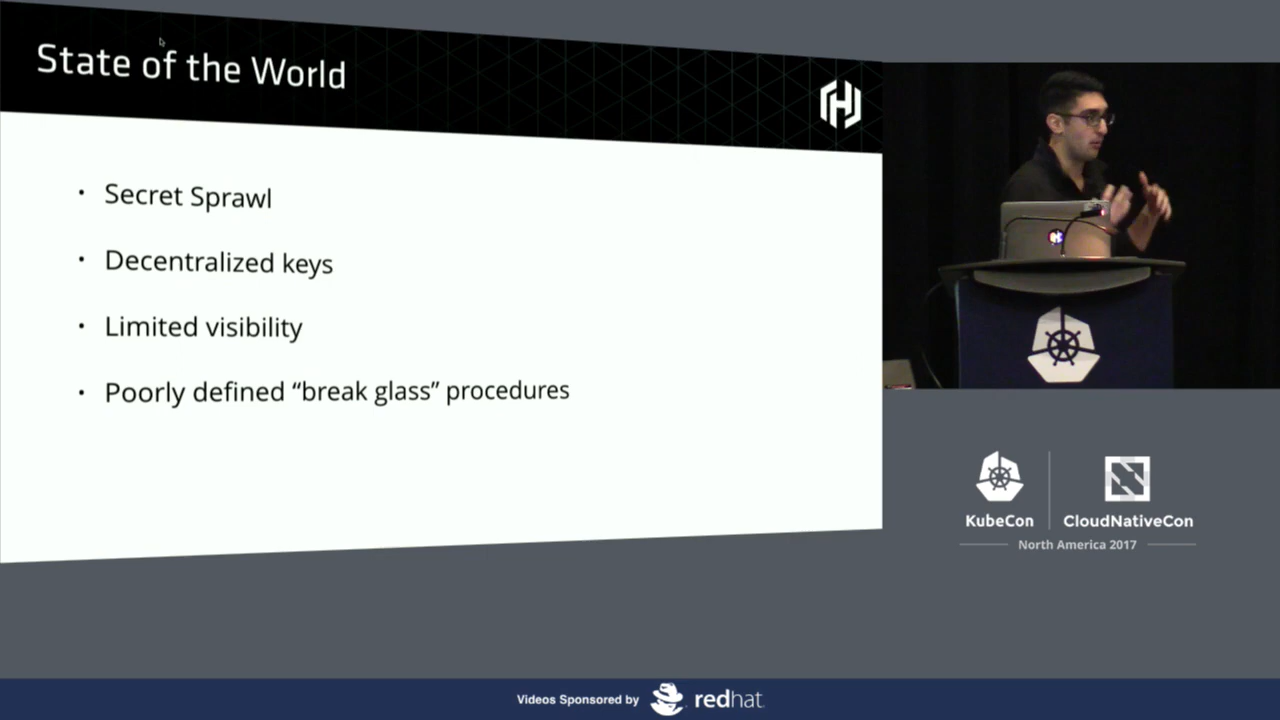 State of the World
• Secret Sprawl
• Decentralized keys
• Limited visibility
• Poorly defined “break glass” procedures
KubeCon
CloudNativeCon
North America 2017
Videos Sponsored by redhat.